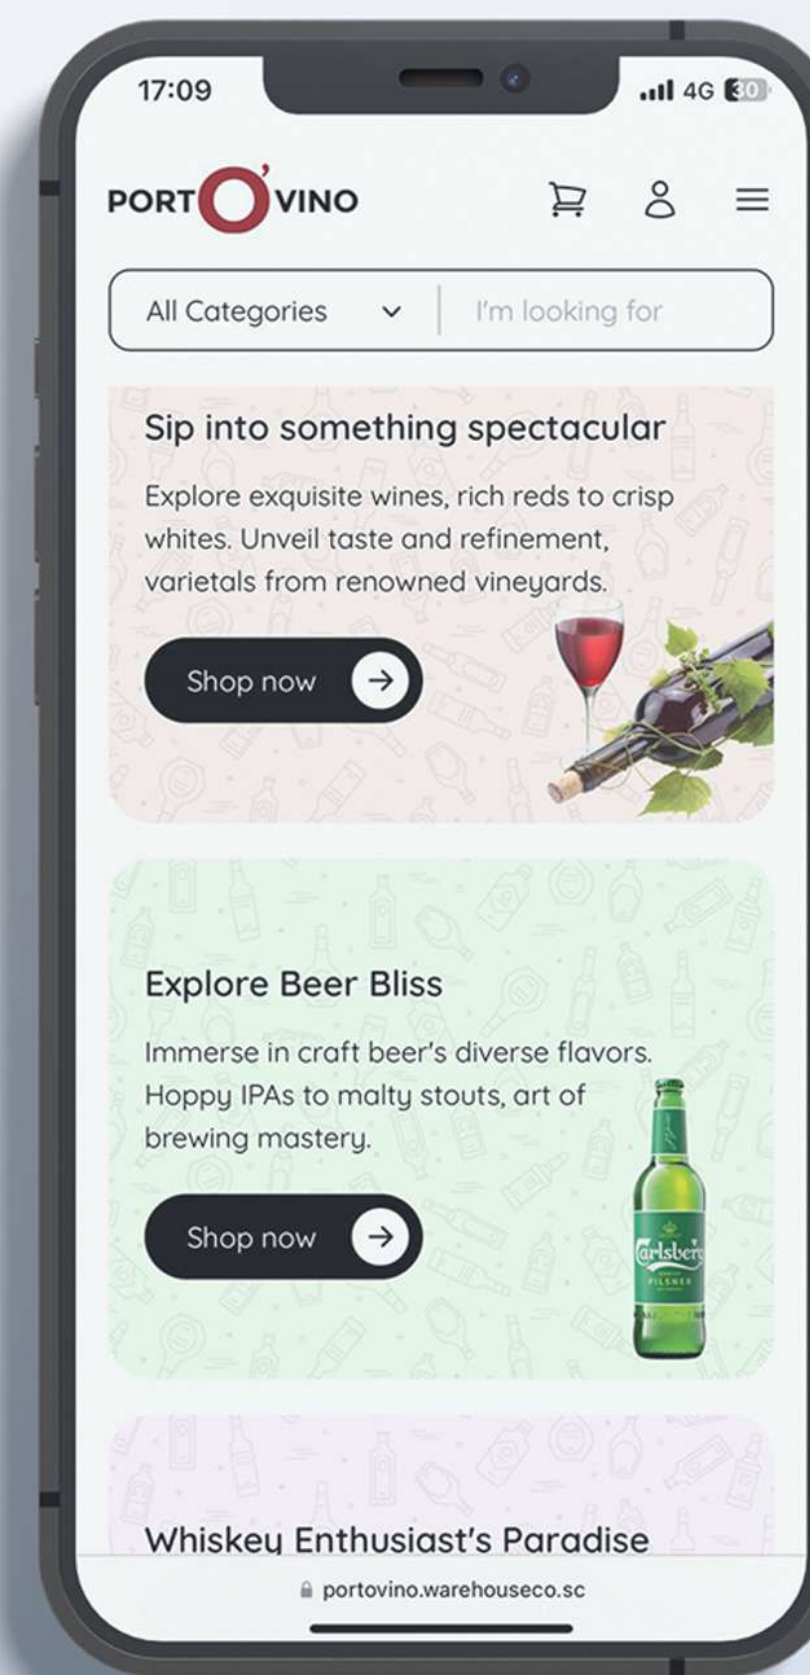 17:09
4G 30
PORTO'VINO
All Categories
I'm looking for
Sip into something spectacular
Explore exquisite wines, rich reds to crisp
whites. Unveil taste and refinement,
varietals from renowned vineyards.
Shop now
Explore Beer Bliss
Immerse in craft beer's diverse flavors.
Hoppy IPAs to malty stouts, art of
brewing mastery.
Shop now
Carlsberg
PILSNER
Whiskey Enthusiast's Paradise
portovino.warehouseco.sc